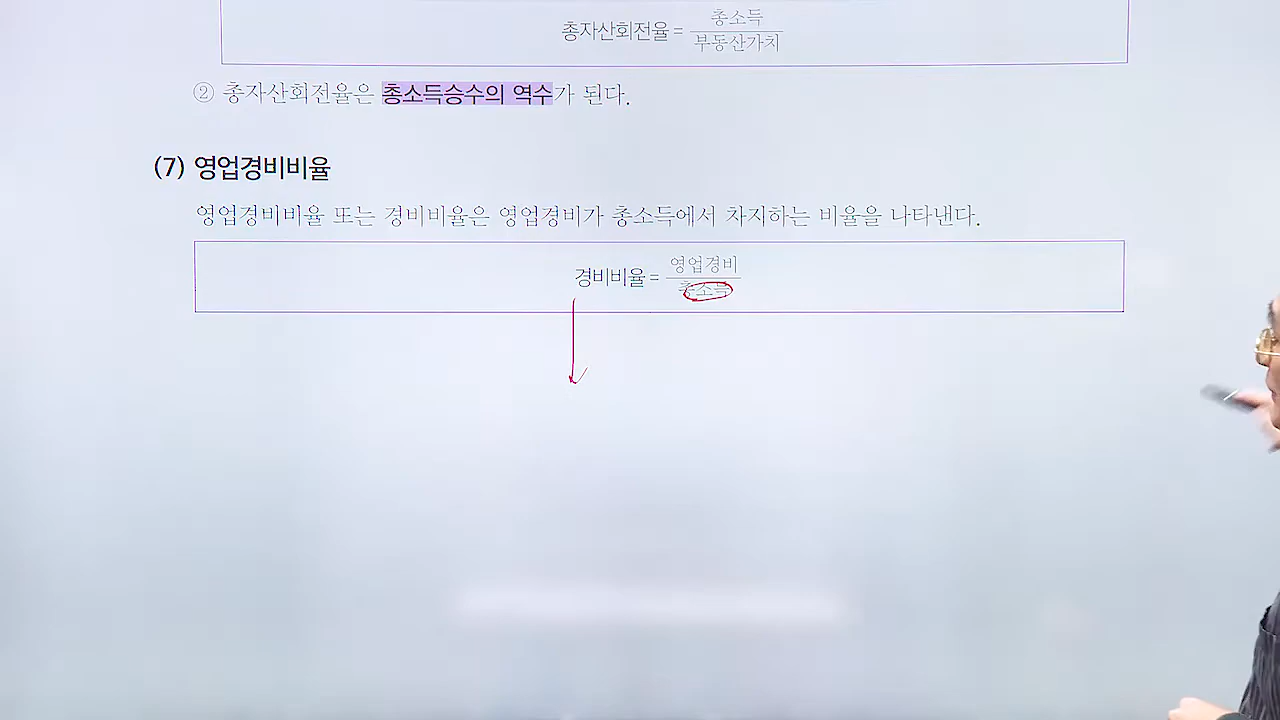 총자산회전율 = 총소득 / 부동산가치
② 총자산회전율은 총소득승수의 역수가 된다.
(7) 영업경비비율
영업경비비율 또는 경비비율은 영업경비가 총소득에서 차지하는 비율을 나타낸다.
경비비율 = 영업경비 / 총소득